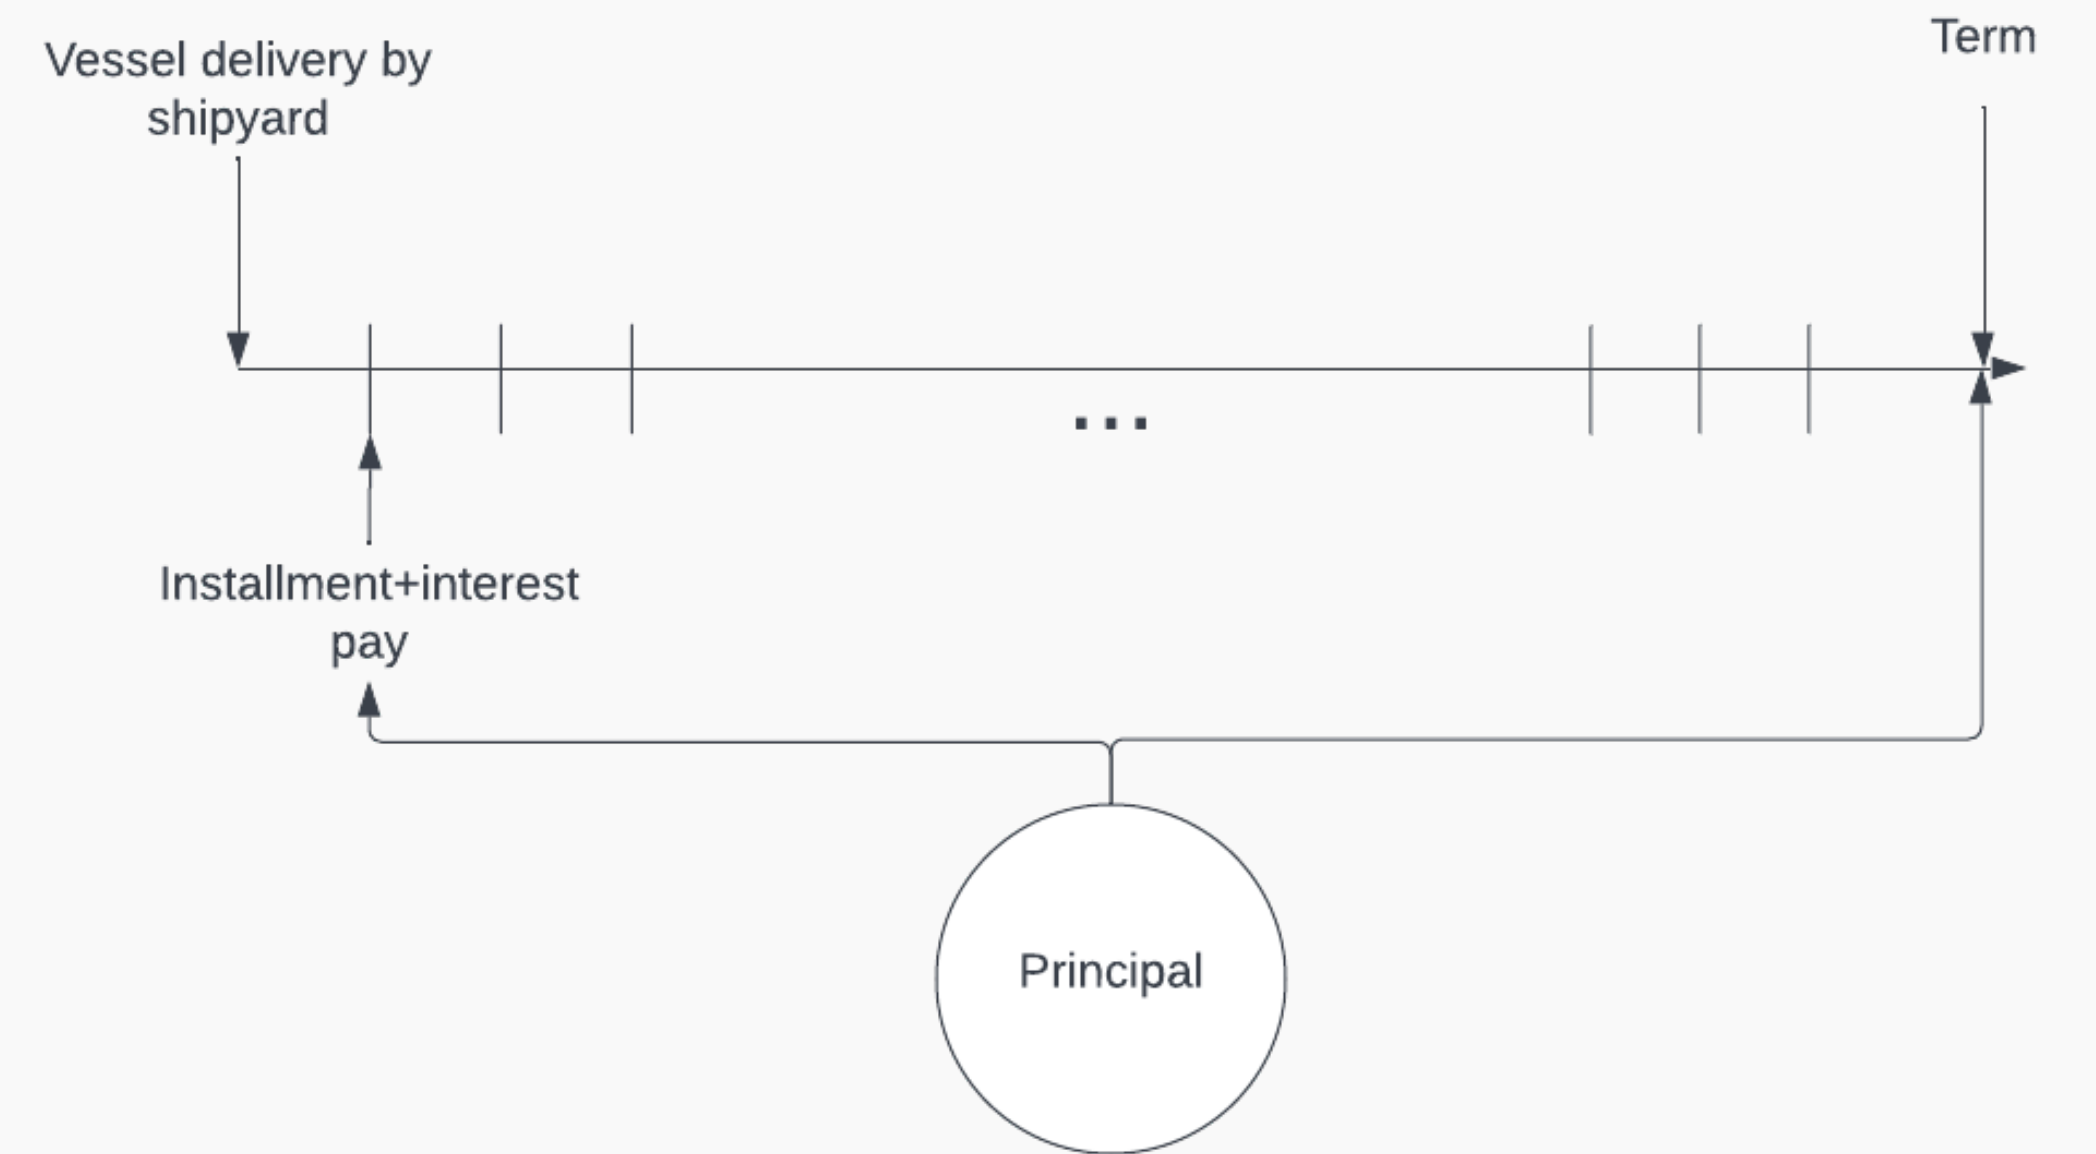 Vessel delivery by
shipyard
Term
...
Installment+interest
pay
Principal